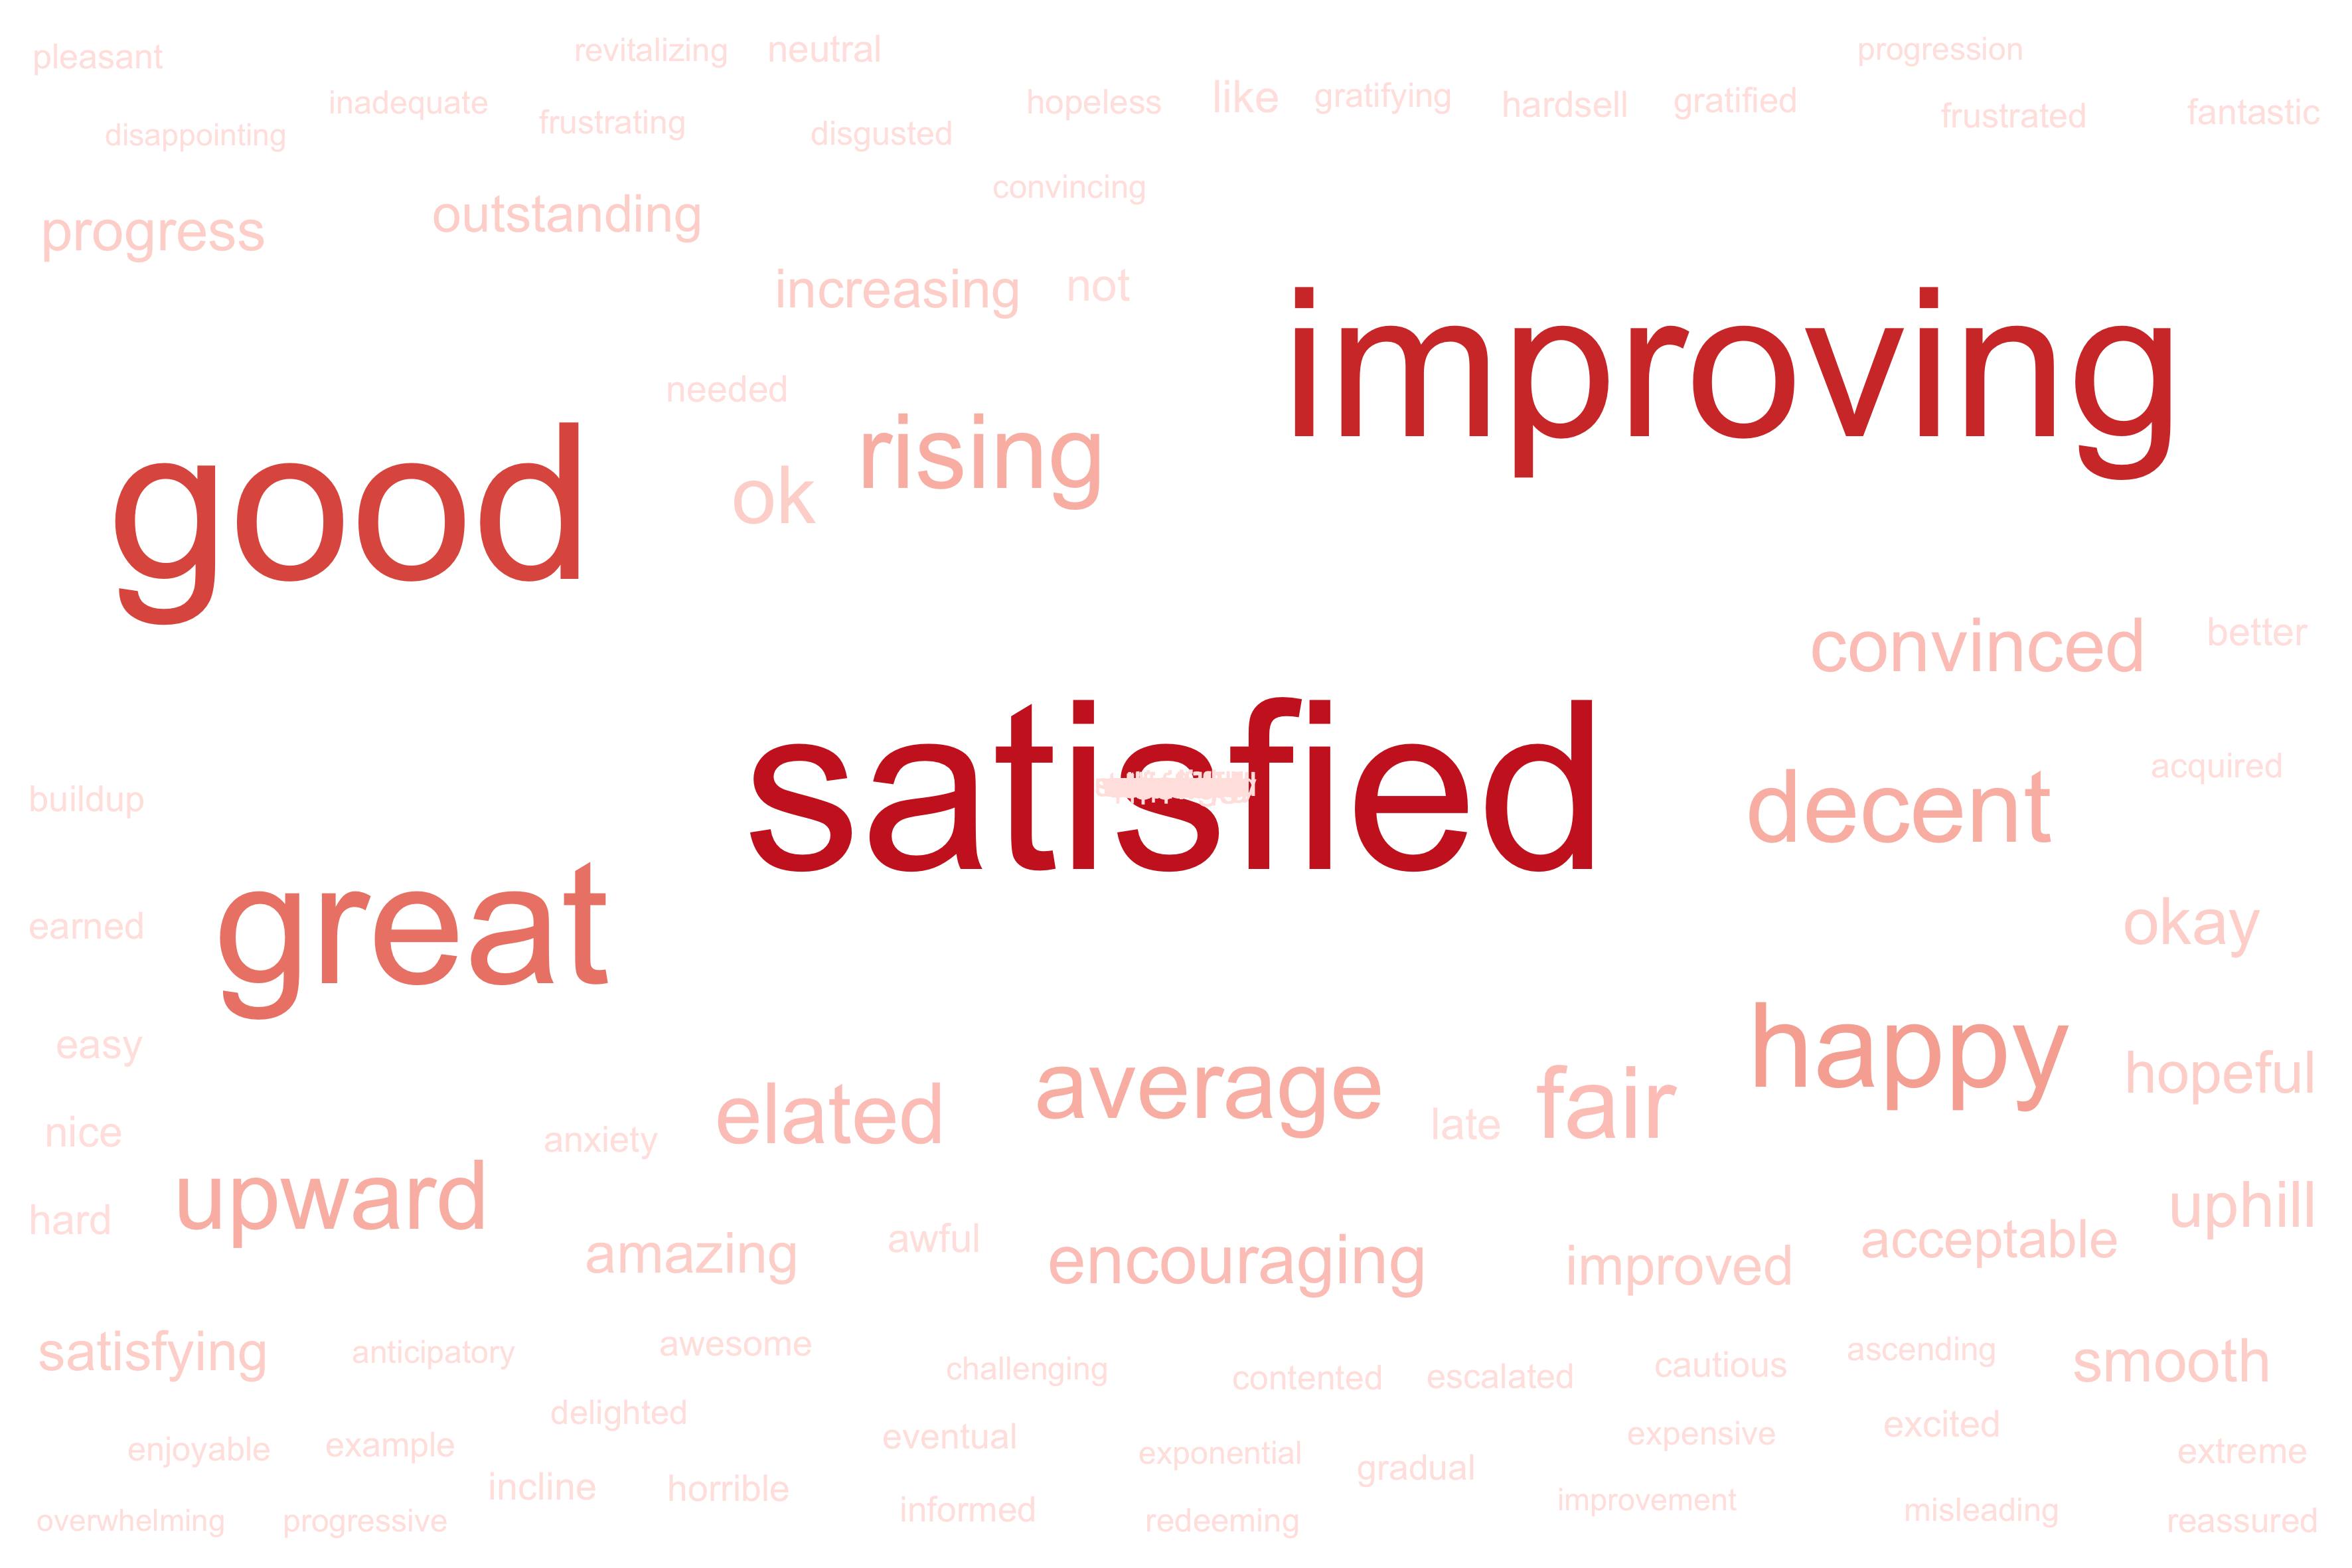 pleasant
revitalizing
neutral
progression
inadequate
frustrating
hopeless
like
gratifying
hardsell
gratified
frustrated
fantastic
disappointing
disgusted
convincing
progress
outstanding
increasing
not
improving
needed
rising
good
ok
convinced
better
satisfied
acquired
buildup
decent
earned
great
okay
easy
happy
hopeful
nice
anxiety
elated
average
late
fair
hard
upward
amazing
awful
encouraging
improved
acceptable
uphill
satisfying
anticipatory
awesome
challenging
contented
escalated
cautious
ascending
smooth
delighted
enjoyable
example
eventual
exponential
expensive
excited
extreme
incline
horrible
gradual
overwhelming
progressive
informed
redeeming
improvement
misleading
reassured